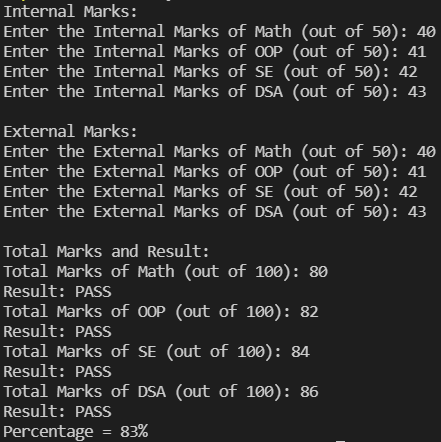 Internal Marks:
Enter the Internal Marks of Math (out of 50): 40
Enter the Internal Marks of OOP (out of 50): 41
Enter the Internal Marks of SE (out of 50): 42
Enter the Internal Marks of DSA (out of 50): 43

External Marks:
Enter the External Marks of Math (out of 50): 40
Enter the External Marks of OOP (out of 50): 41
Enter the External Marks of SE (out of 50): 42
Enter the External Marks of DSA (out of 50): 43

Total Marks and Result:
Total Marks of Math (out of 100): 80
Result: PASS
Total Marks of OOP (out of 100): 82
Result: PASS
Total Marks of SE (out of 100): 84
Result: PASS
Total Marks of DSA (out of 100): 86
Result: PASS
Percentage = 83%